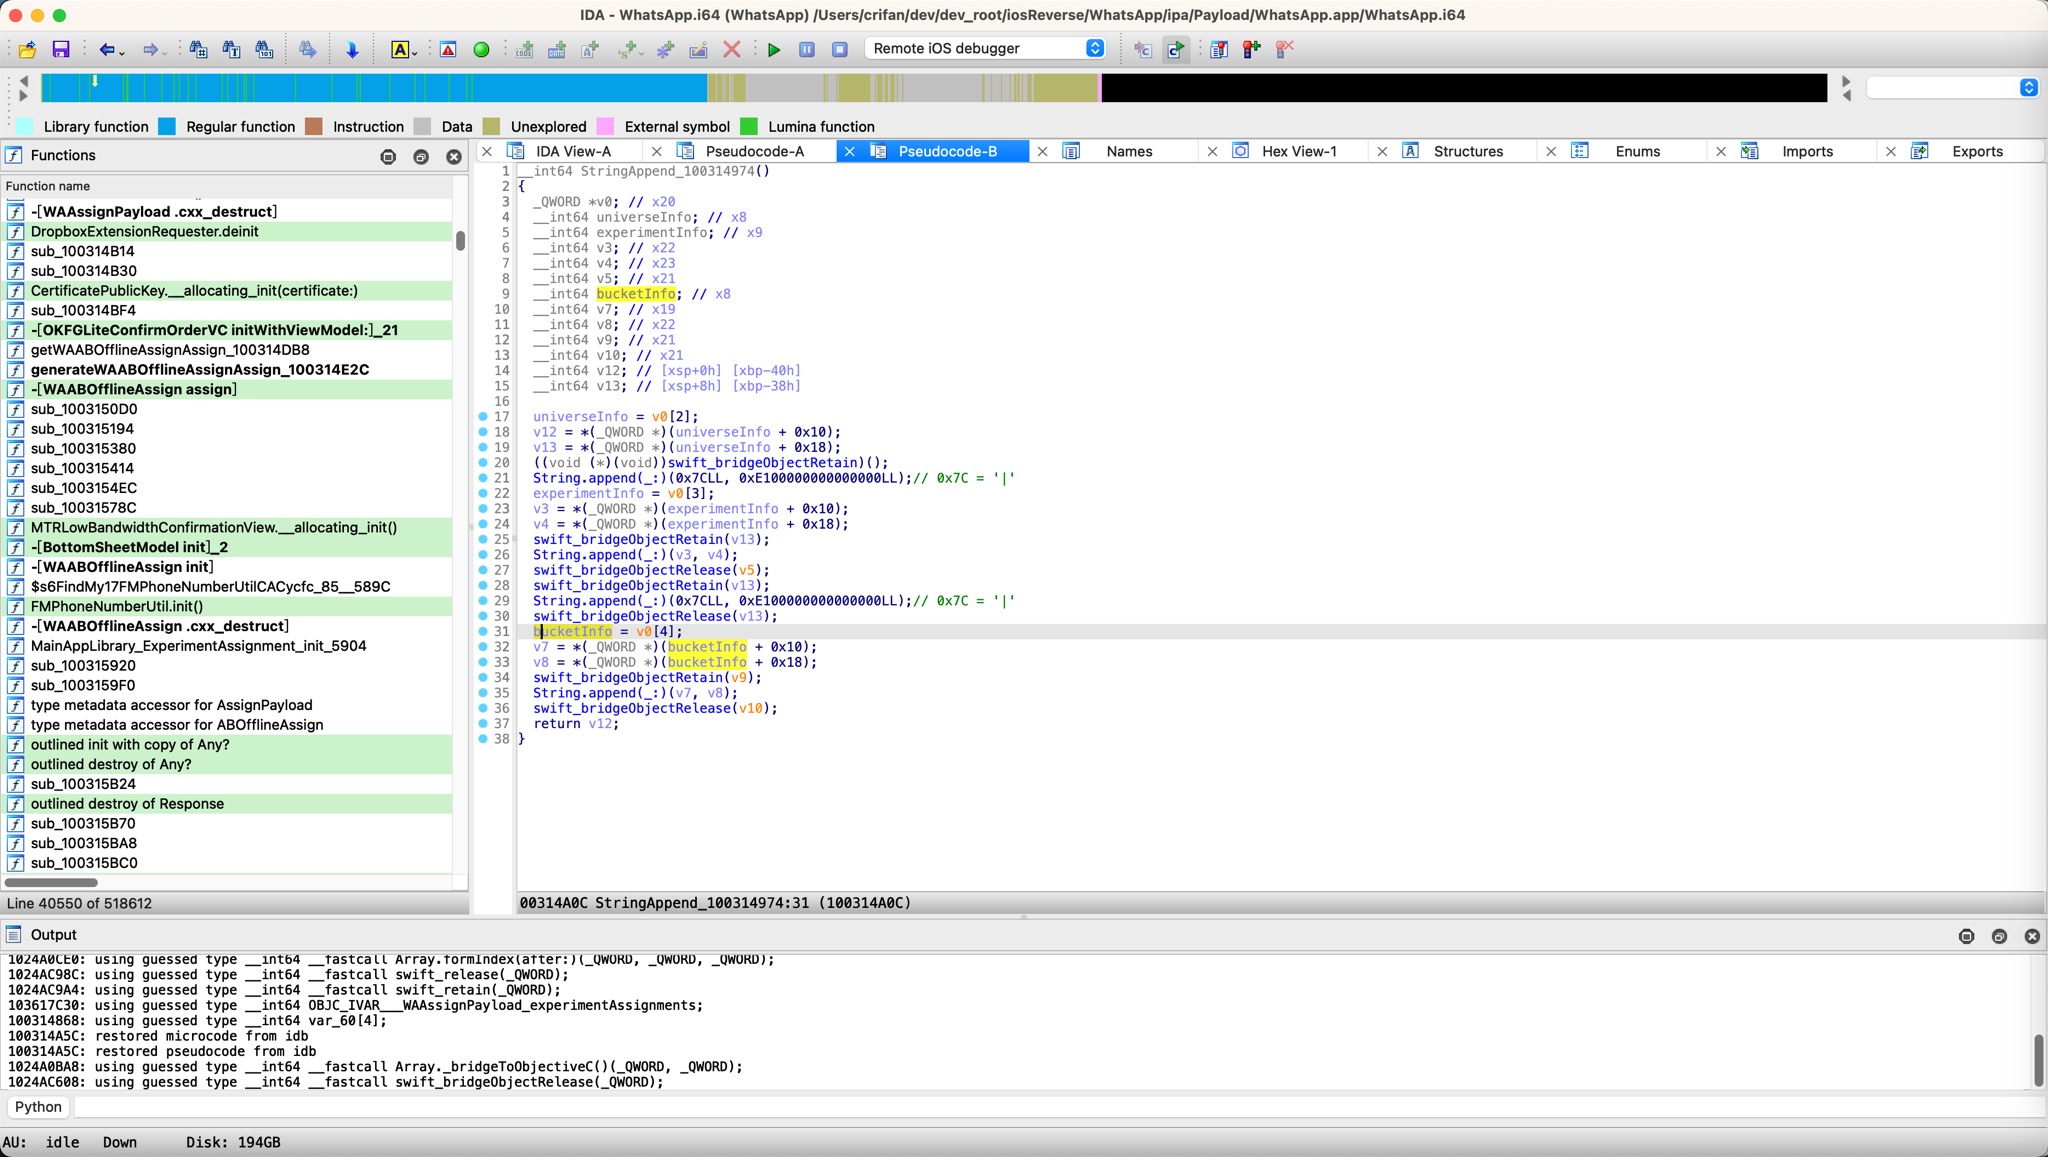 IDA - WhatsApp.i64 (WhatsApp) /Users/crifan/dev/dev_root/iosReverse/WhatsApp/ipa/Payload/WhatsApp.app/WhatsApp.i64
Remote iOS debugger
Library function Regular function Instruction Data Unexplored External symbol Lumina function
Functions
Function name
-[WAAssignPayload .cxx_destruct]
DropboxExtensionRequester.deinit
sub_100314B14
sub_100314B30
CertificatePublicKey.__allocating_init(certificate:)
sub_100314BF4
-[OKFGLiteConfirmOrderVC initWithViewModel:]_21
getWAABOfflineAssignAssign_100314DB8
generateWAABOfflineAssignAssign_100314E2C
-[WAABOfflineAssign assign]
sub_1003150D0
sub_100315194
sub_100315380
sub_100315414
sub_1003154EC
sub_10031578C
MTRLowBandwidthConfirmationView.__allocating_init()
-[BottomSheetModel init]_2
-[WAABOfflineAssign init]
$s6FindMy17FMPhoneNumberUtilCACycfc_85__589C
FMPhoneNumberUtil.init()
-[WAABOfflineAssign .cxx_destruct]
MainAppLibrary_ExperimentAssignment_init_5904
sub_100315920
sub_1003159F0
type metadata accessor for AssignPayload
type metadata accessor for ABOfflineAssign
outlined init with copy of Any?
outlined destroy of Any?
sub_100315B24
outlined destroy of Response
sub_100315B70
sub_100315BA8
sub_100315BC0
Line 40550 of 518612
IDA View-A Pseudocode-A Pseudocode-B Names Hex View-1 Structures Enums Imports Exports
1 __int64 StringAppend_100314974()
2 {
3 _QWORD *v0; // x20
4 __int64 universeInfo; // x8
5 __int64 experimentInfo; // x9
6 __int64 v3; // x22
7 __int64 v4; // x23
8 __int64 v5; // x21
9 __int64 bucketInfo; // x8
10 __int64 v7; // x19
11 __int64 v8; // x22
12 __int64 v9; // x21
13 __int64 v10; // x21
14 __int64 v12; // [xsp+0h] [xbp-40h]
15 __int64 v13; // [xsp+8h] [xbp-38h]
16
17 universeInfo = v0[2];
18 v12 = *(_QWORD *)(universeInfo + 0x10);
19 v13 = *(_QWORD *)(universeInfo + 0x18);
20 ((void (*)(void))swift_bridgeObjectRetain)();
21 String.append(_:)(0x7CLL, 0xE100000000000000LL);// 0x7C = '|'
22 experimentInfo = v0[3];
23 v3 = *(_QWORD *)(experimentInfo + 0x10);
24 v4 = *(_QWORD *)(experimentInfo + 0x18);
25 swift_bridgeObjectRetain(v13);
26 String.append(_:)(v3, v4);
27 swift_bridgeObjectRelease(v5);
28 swift_bridgeObjectRetain(v13);
29 String.append(_:)(0x7CLL, 0xE100000000000000LL);// 0x7C = '|'
30 swift_bridgeObjectRelease(v13);
31 bucketInfo = v0[4];
32 v7 = *(_QWORD *)(bucketInfo + 0x10);
33 v8 = *(_QWORD *)(bucketInfo + 0x18);
34 swift_bridgeObjectRetain(v9);
35 String.append(_:)(v7, v8);
36 swift_bridgeObjectRelease(v10);
37 return v12;
38 }
00314A0C StringAppend_100314974:31 (100314A0C)
Output
1024A0CE0: using guessed type __int64 __fastcall Array.formIndex(after:)(_QWORD, _QWORD, _QWORD);
1024AC98C: using guessed type __int64 __fastcall swift_release(_QWORD);
1024AC9A4: using guessed type __int64 __fastcall swift_retain(_QWORD);
103617C30: using guessed type __int64 OBJC_IVAR___WAAssignPayload_experimentAssignments;
100314868: using guessed type __int64 var_60[4];
100314A5C: restored microcode from idb
100314A5C: restored pseudocode from idb
1024A0BA8: using guessed type __int64 __fastcall Array._bridgeToObjectiveC()(_QWORD, _QWORD);
1024AC608: using guessed type __int64 __fastcall swift_bridgeObjectRelease(_QWORD);
Python
AU: idle Down Disk: 194GB